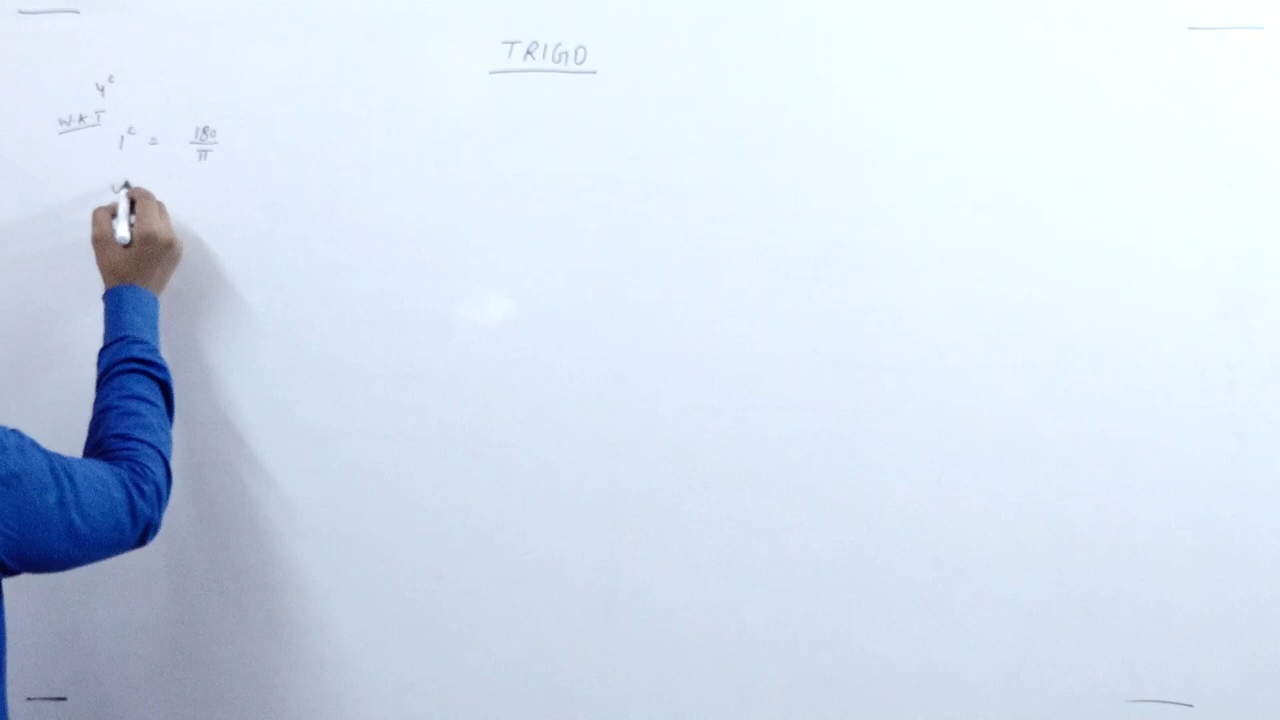 TRIGO
4ᶜ
W.K.T
1ᶜ = 180/π